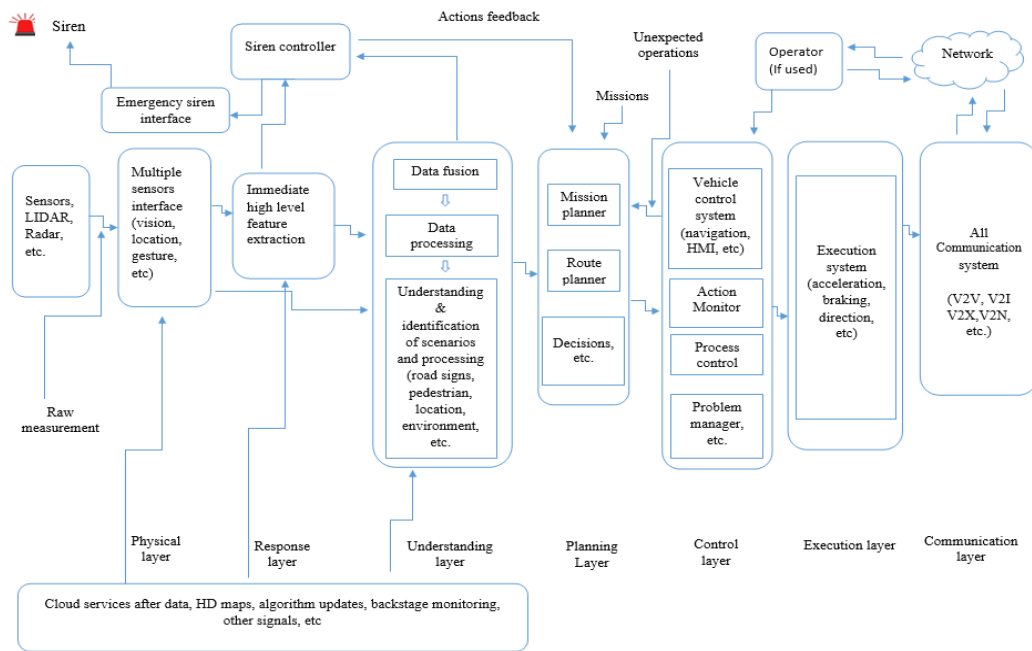 Siren
Siren controller
Actions feedback
Unexpected
operations
Operator
(If used)
Network
Emergency siren
interface
Missions
Sensors,
LIDAR,
Radar,
etc.
Multiple
sensors
interface
(vision,
location,
gesture,
etc)
Immediate
high level
feature
extraction
Data fusion
Data
processing
Understanding
&
identification
of scenarios
and processing
(road signs,
pedestrian,
location,
environment,
etc.
Mission
planner
Route
planner
Decisions,
etc.
Vehicle
control
system
(navigation,
HMI, etc)
Action
Monitor
Process
control
Problem
manager,
etc.
Execution
system
(acceleration,
braking,
direction,
etc)
All
Communication
system
(V2V, V2I
V2X,V2N,
etc.)
Raw
measurement
Physical
layer
Response
layer
Understanding
layer
Planning
Layer
Control
layer
Execution layer
Communication
layer
Cloud services after data, HD maps, algorithm updates, backstage monitoring,
other signals, etc